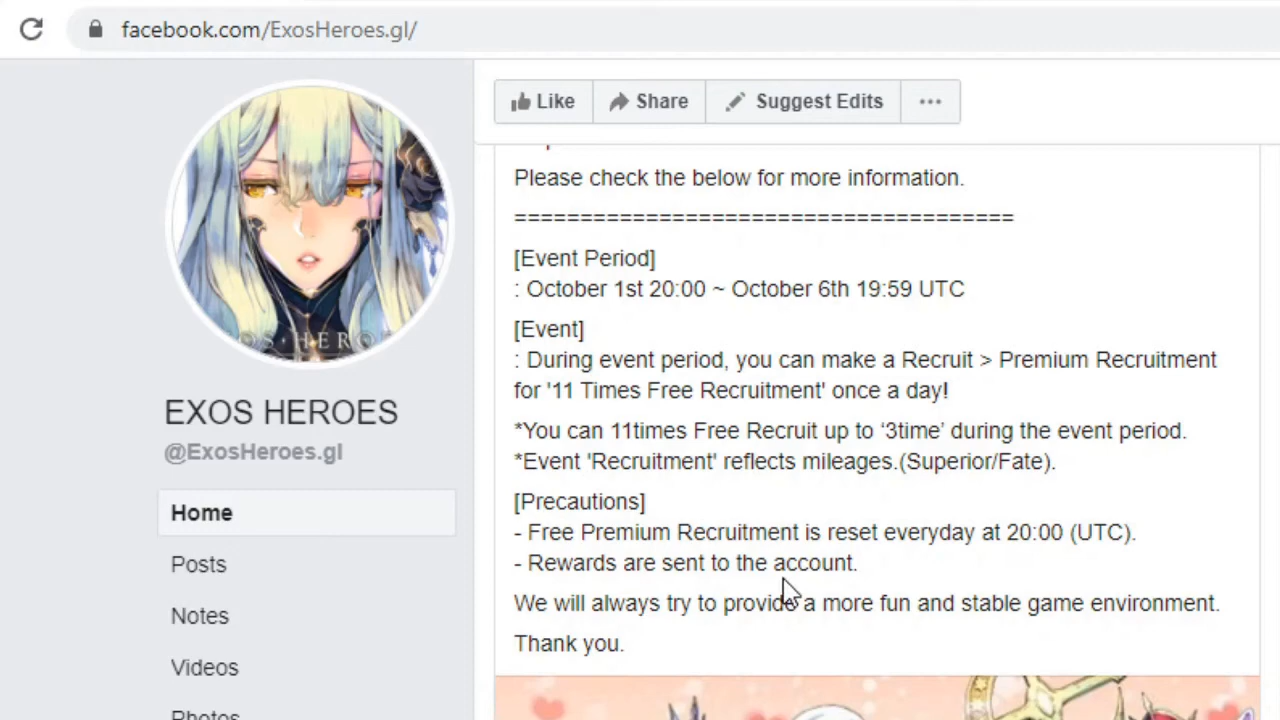 facebook.com/ExosHeroes.gl/
Like
Share
Suggest Edits
EXOS HEROES
EXOS HEROES
@ExosHeroes.gl
Home
Posts
Notes
Videos
Photos
Please check the below for more information.
======================================
[Event Period]
: October 1st 20:00 ~ October 6th 19:59 UTC
[Event]
: During event period, you can make a Recruit > Premium Recruitment
for '11 Times Free Recruitment' once a day!
*You can 11times Free Recruit up to ‘3time’ during the event period.
*Event 'Recruitment' reflects mileages.(Superior/Fate).
[Precautions]
- Free Premium Recruitment is reset everyday at 20:00 (UTC).
- Rewards are sent to the account.
We will always try to provide a more fun and stable game environment.
Thank you.